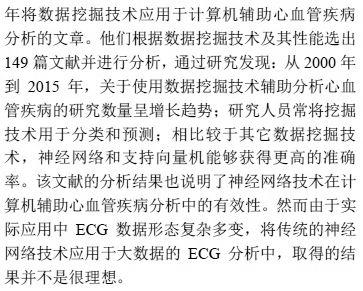 年将数据挖掘技术应用于计算机辅助心血管疾病
分析的文章。他们根据数据挖掘技术及其性能选出
149 篇文献并进行分析，通过研究发现：从 2000 年
到 2015 年，关于使用数据挖掘技术辅助分析心血
管疾病的研究数量呈增长趋势；研究人员常将挖掘
技术用于分类和预测；相比较于其它数据挖掘技
术，神经网络和支持向量机能够获得更高的准确
率。该文献的分析结果也说明了神经网络技术在计
算机辅助心血管疾病分析中的有效性。然而由于实
际应用中 ECG 数据形态复杂多变，将传统的神经
网络技术应用于大数据的 ECG 分析中，取得的结
果并不是很理想。